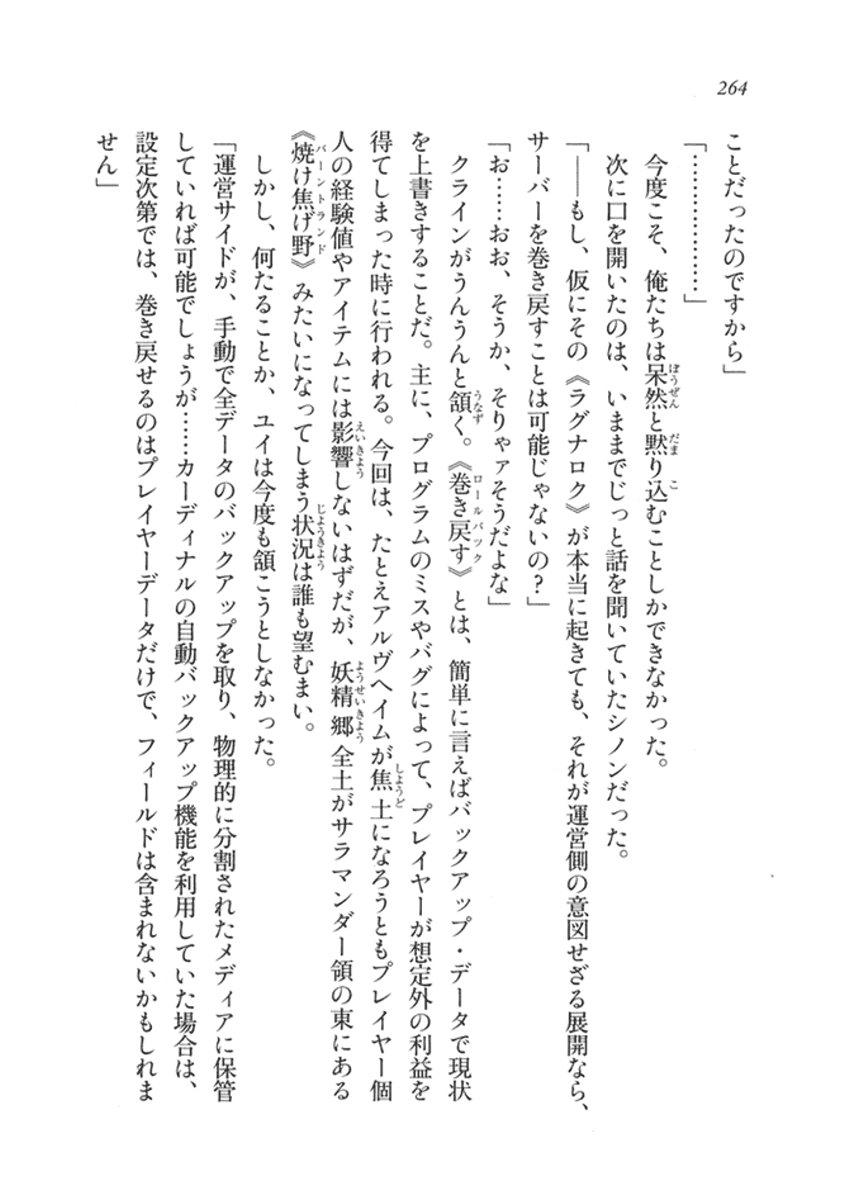 264
ことだったのですから」
「………………」
今度こそ、俺たちは呆然と黙り込むことしかできなかった。
次に口を開いたのは、いままでじっと話を聞いていたシノンだった。
「――もし、仮にその《ラグナロク》が本当に起きても、それが運営側の意図せざる展開なら、
サーバーを巻き戻すことは可能じゃないの？」
「お……おお、そうか、そりゃァそうだよな」
クラインがうんうんと頷く。《巻き戻す》とは、簡単に言えばバックアップ・データで現状
を上書きすることだ。主に、プログラムのミスやバグによって、プレイヤーが想定外の利益を
得てしまった時に行われる。今回は、たとえアルヴヘイムが焦土になろうともプレイヤー個
人の経験値やアイテムには影響しないはずだが、妖精郷全土がサラマンダー領の東にある
《焼け焦げ野》みたいになってしまう状況は誰も望むまい。
しかし、何たることか、ユイは今度も頷こうとしなかった。
「運営サイドが、手動で全データのバックアップを取り、物理的に分割されたメディアに保管
していれば可能でしょうが……カーディナルの自動バックアップ機能を利用していた場合は、
設定次第では、巻き戻せるのはプレイヤーデータだけで、フィールドは含まれないかもしれま
せん」